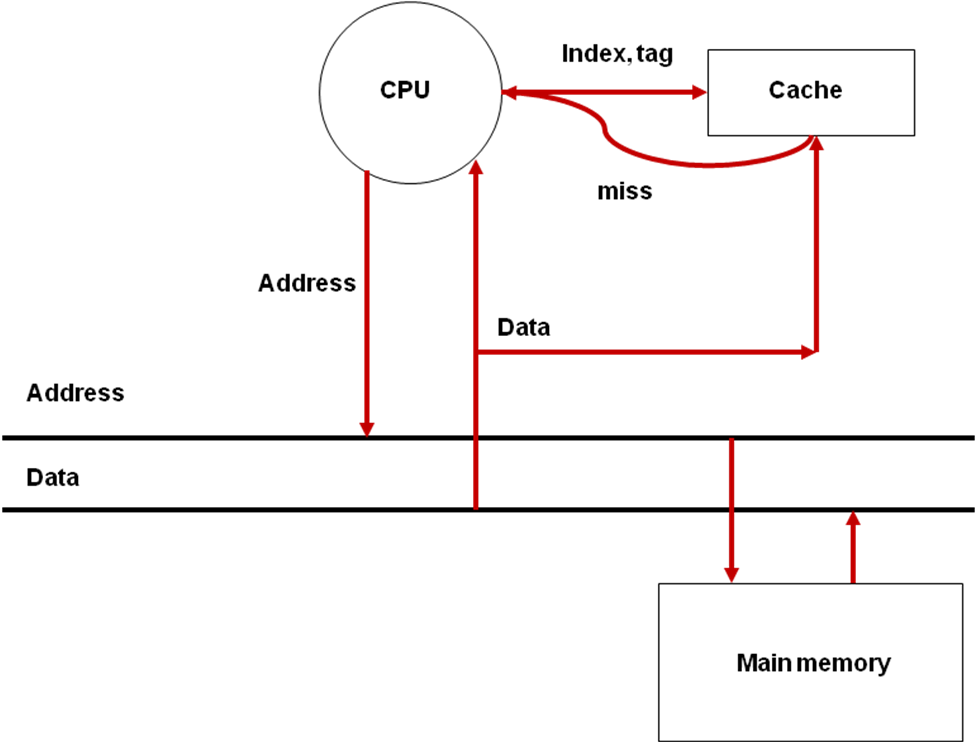 Index, tag
CPU
Cache
miss
Address
Data
Address
Data
Main memory